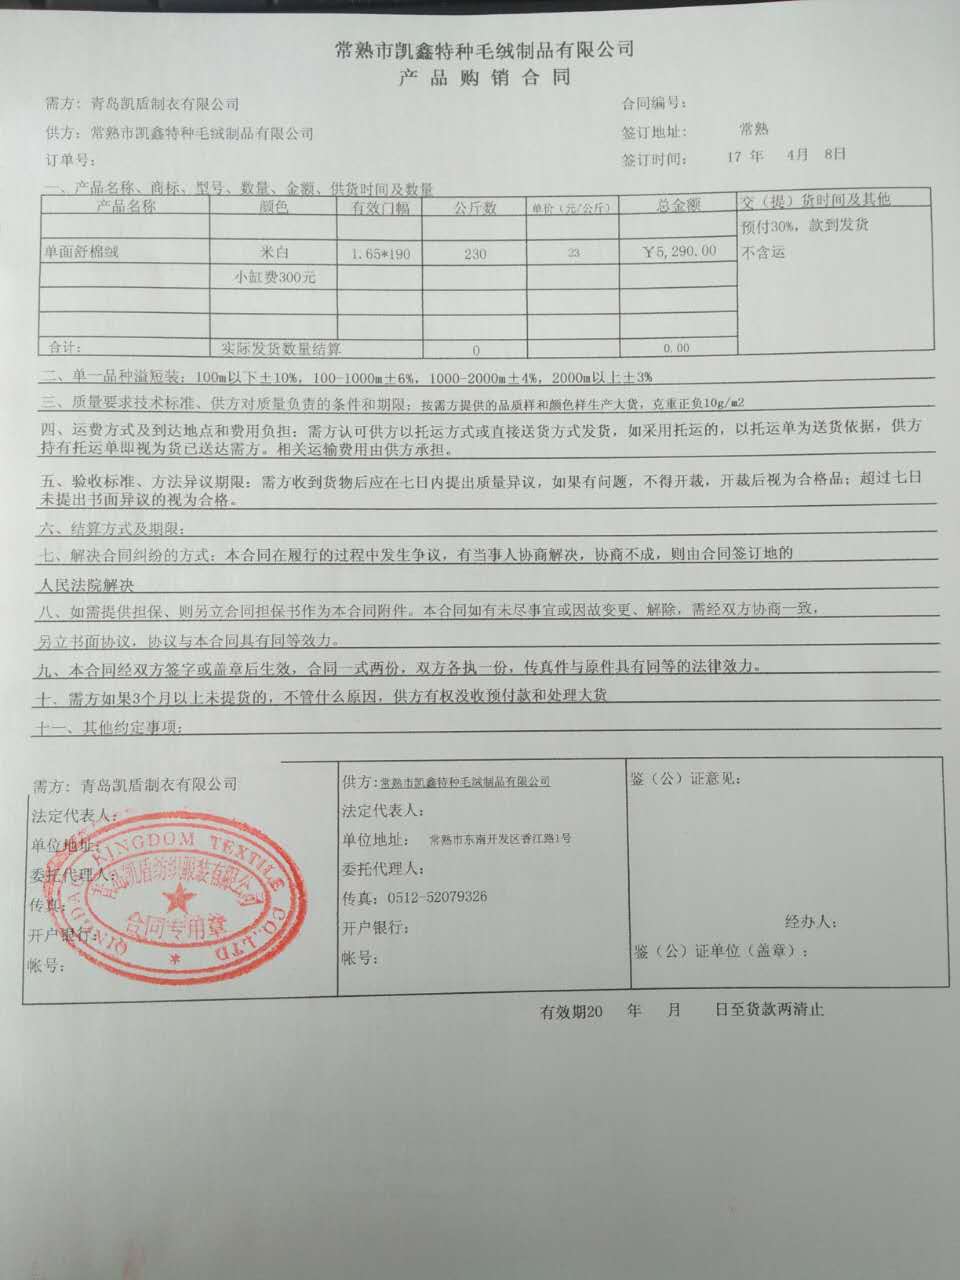 常熟市凯鑫特种毛绒制品有限公司
产品购销合同
需方: 青岛凯盾制衣有限公司
合同编号:
供方: 常熟市凯鑫特种毛绒制品有限公司
签订地址: 常熟
订单号:
签订时间: 17 年 4月 8日
一、产品名称、商标、型号、数量、金额、供货时间及数量
产品名称 颜色 有效门幅 公斤数 单价（元/公斤） 总金额 交（提）货时间及其他
预付30%，款到发货
单面舒棉绒 米白 1.65*190 230 23 ¥5,290.00 不含运
小缸费300元
合计: 实际发货数量结算 0 0.00
二、单一品种溢短装: 100m以下±10%, 100-1000m±6%, 1000-2000m±4%, 2000m以上±3%
三、质量要求技术标准、供方对质量负责的条件和期限: 按需方提供的品质样和颜色样生产大货，克重正负10g/m2
四、运费方式及到达地点和费用负担: 需方认可供方以托运方式或直接送货方式发货，如采用托运的，以托运单为送货依据，供方
持有托运单即视为货已送达需方。相关运输费用由供方承担。
五、验收标准、方法异议期限: 需方收到货物后应在七日内提出质量异议，如果有问题，不得开裁，开裁后视为合格品；超过七日
未提出书面异议的视为合格。
六、结算方式及期限:
七、解决合同纠纷的方式: 本合同在履行的过程中发生争议，有当事人协商解决，协商不成，则由合同签订地的
人民法院解决
八、如需提供担保、则另立合同担保书作为本合同附件。本合同如有未尽事宜或因故变更、解除，需经双方协商一致，
另立书面协议，协议与本合同具有同等效力。
九、本合同经双方签字或盖章后生效，合同一式两份，双方各执一份，传真件与原件具有同等的法律效力。
十．需方如果3个月以上未提货的，不管什么原因，供方有权没收预付款和处理大货
十一、其他约定事项:
需方: 青岛凯盾制衣有限公司
法定代表人:
单位地址:
委托代理人:
传真:
开户银行:
帐号:
QINGDAO KINGDOM TEXTILE CO.,LTD
青岛凯盾纺织服装有限公司
合同专用章
供方:常熟市凯鑫特种毛绒制品有限公司
法定代表人:
单位地址: 常熟市东南开发区香江路1号
委托代理人:
传真: 0512-52079326
开户银行:
帐号:
鉴（公）证意见:
经办人:
鉴（公）证单位（盖章）:
有效期20 年 月 日至货款两清止